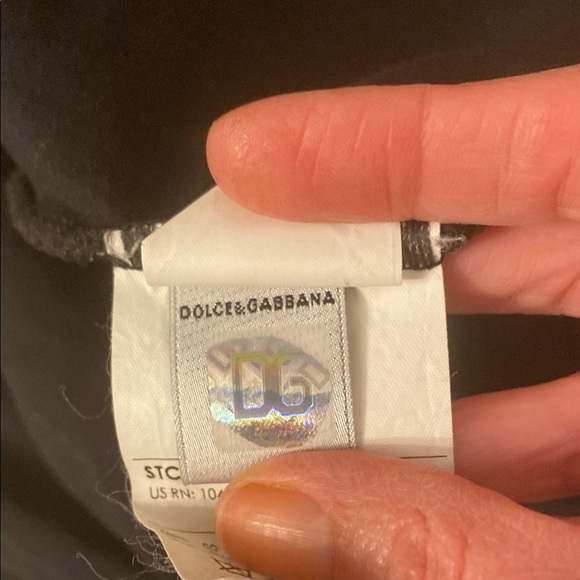 DOLCE&GABBANA
DG
STC
US RN: 104